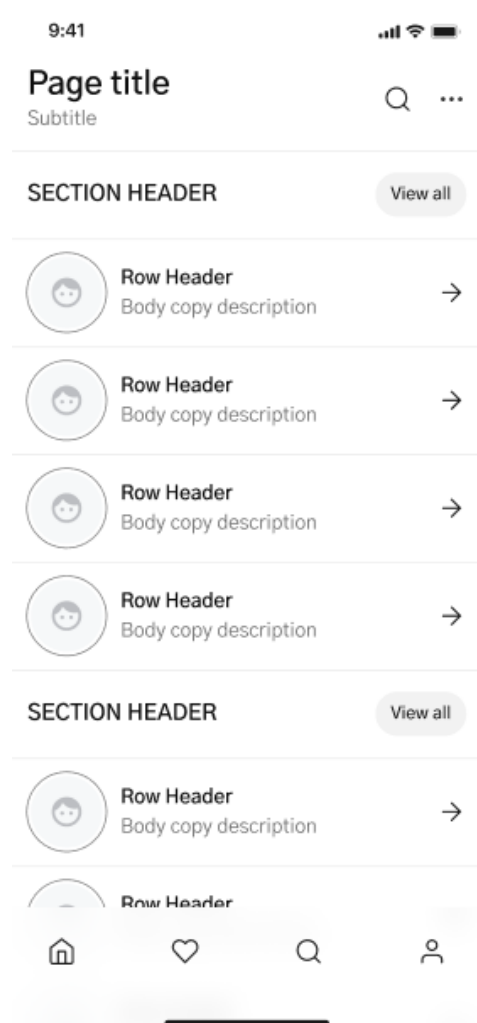 9:41
Page title
Subtitle
SECTION HEADER
View all
Row Header
Body copy description
Row Header
Body copy description
Row Header
Body copy description
Row Header
Body copy description
SECTION HEADER
View all
Row Header
Body copy description
Row Header